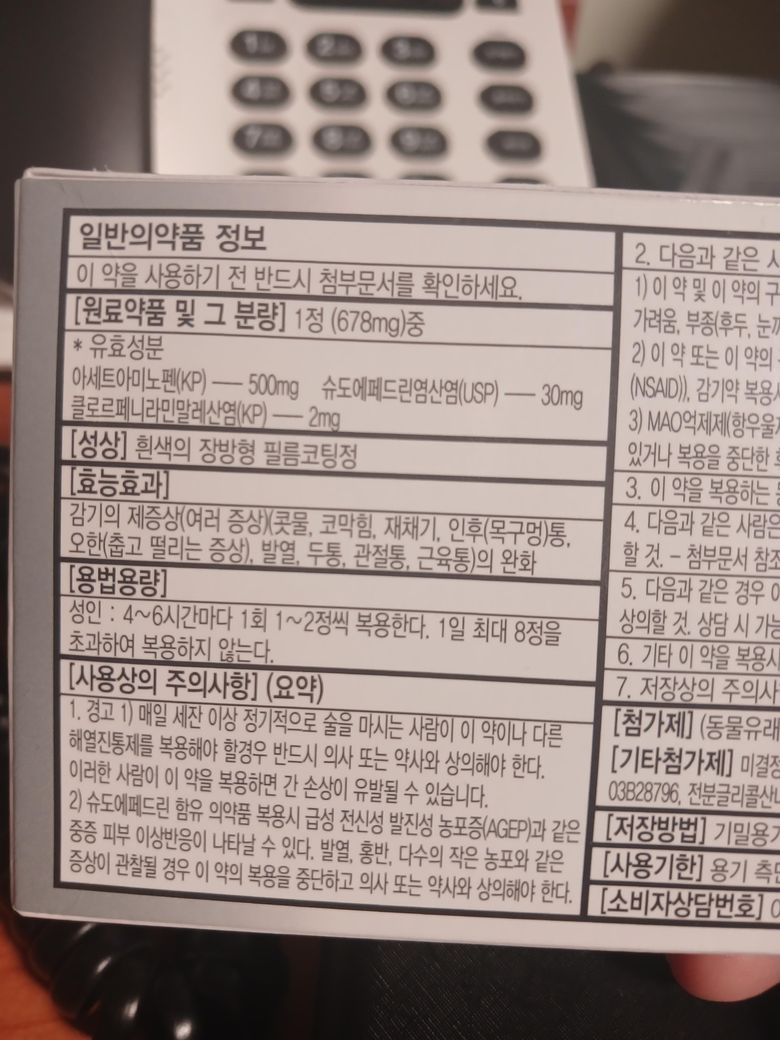 일반의약품 정보
이 약을 사용하기 전 반드시 첨부문서를 확인하세요.
[원료약품 및 그 분량] 1정 (678mg)중
* 유효성분
아세트아미노펜(KP) ── 500mg 슈도에페드린염산염(USP) ── 30mg
클로르페니라민말레산염(KP) ── 2mg
[성상] 흰색의 장방형 필름코팅정
[효능효과]
감기의 제증상(여러 증상)(콧물, 코막힘, 재채기, 인후(목구멍)통,
오한(춥고 떨리는 증상), 발열, 두통, 관절통, 근육통)의 완화
[용법용량]
성인 : 4~6시간마다 1회 1~2정씩 복용한다. 1일 최대 8정을
초과하여 복용하지 않는다.
[사용상의 주의사항] (요약)
1. 경고 1) 매일 세잔 이상 정기적으로 술을 마시는 사람이 이 약이나 다른
해열진통제를 복용해야 할경우 반드시 의사 또는 약사와 상의해야 한다.
이러한 사람이 이 약을 복용하면 간 손상이 유발될 수 있습니다.
2) 슈도에페드린 함유 의약품 복용시 급성 전신성 발진성 농포증(AGEP)과 같은
중증 피부 이상반응이 나타날 수 있다. 발열, 홍반, 다수의 작은 농포와 같은
증상이 관찰될 경우 이 약의 복용을 중단하고 의사 또는 약사와 상의해야 한다.
2. 다음과 같은
1) 이 약 및 이 약의
가려움, 부종(후두,
2) 이 약 또는 이 약의
(NSAID)), 감기약
3) MAO억제제(항우울
있거나 복용을 중단한
3. 이 약을 복용하는
4. 다음과 같은 사람은
할 것. – 첨부문서 참조
5. 다음과 같은 경우
상의할 것. 상담 시
6. 기타 이 약을
7. 저장상의 주의사
[첨가제] (동물유래
[기타첨가제] 미결정
03B28796, 전분글리콜산
[저장방법] 기밀용기
[사용기한] 용기
[소비자상담번호]
1
2
3
4
5
6
7
8
9